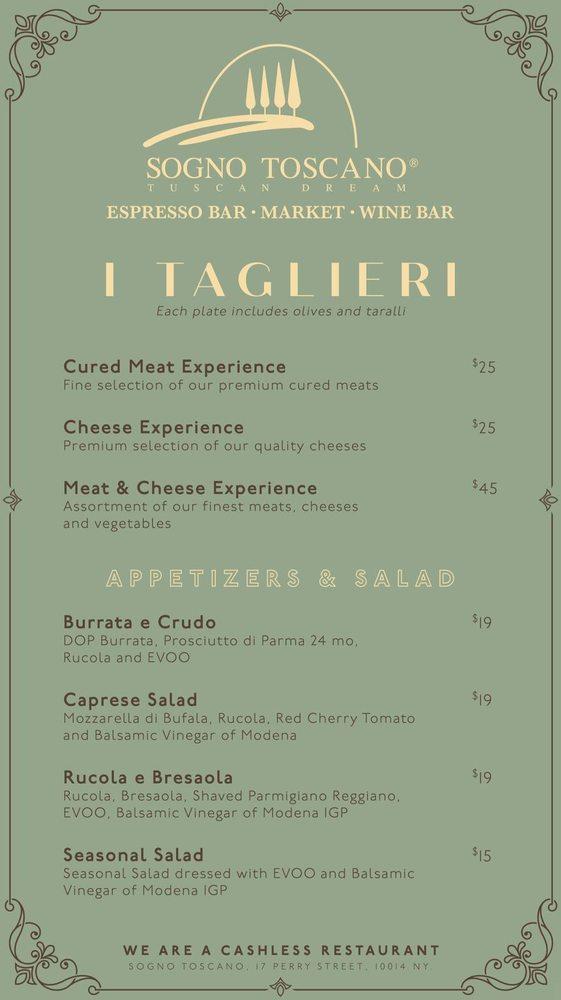 SOGNO TOSCANO®
TUSCAN DREAM
ESPRESSO BAR · MARKET · WINE BAR
I TAGLIERI
Each plate includes olives and taralli
Cured Meat Experience $25
Fine selection of our premium cured meats
Cheese Experience $25
Premium selection of our quality cheeses
Meat & Cheese Experience $45
Assortment of our finest meats, cheeses
and vegetables
APPETIZERS & SALAD
Burrata e Crudo $19
DOP Burrata, Prosciutto di Parma 24 mo,
Rucola and EVOO
Caprese Salad $19
Mozzarella di Bufala, Rucola, Red Cherry Tomato
and Balsamic Vinegar of Modena
Rucola e Bresaola $19
Rucola, Bresaola, Shaved Parmigiano Reggiano,
EVOO, Balsamic Vinegar of Modena IGP
Seasonal Salad $15
Seasonal Salad dressed with EVOO and Balsamic
Vinegar of Modena IGP
WE ARE A CASHLESS RESTAURANT
SOGNO TOSCANO, 17 PERRY STREET, 10014 NY